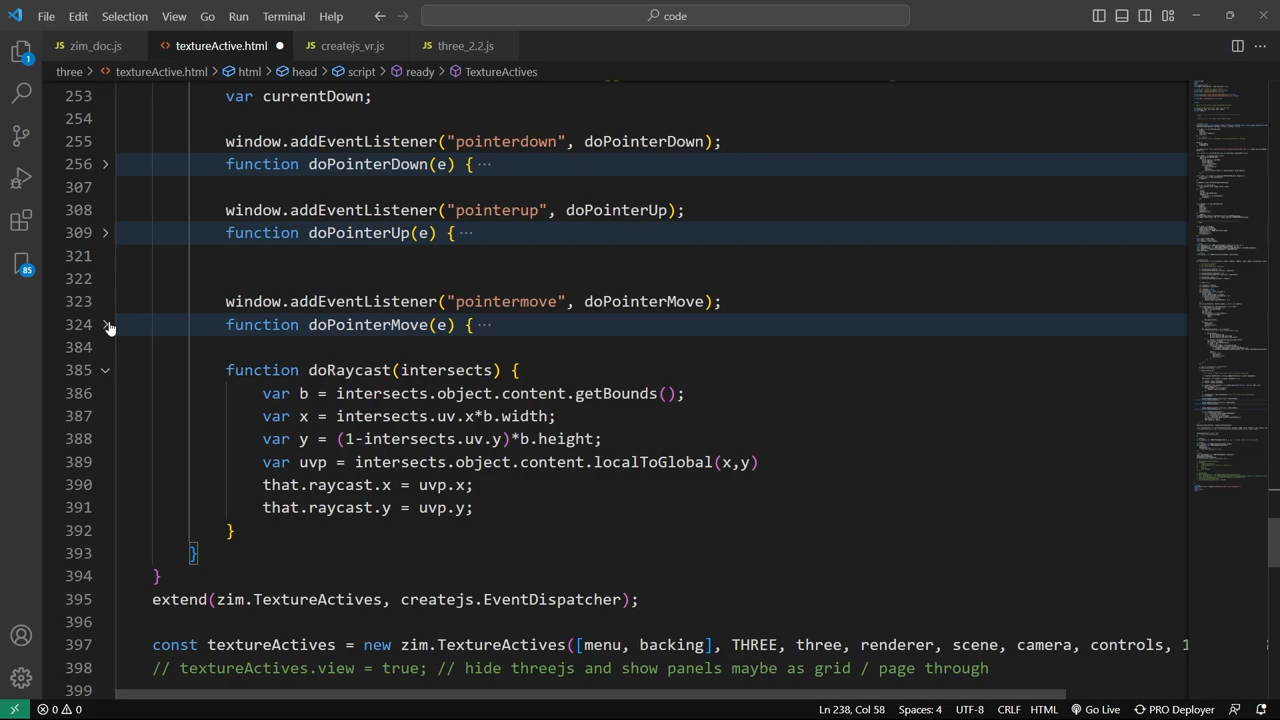 File Edit Selection View Go Run Terminal Help code
zim_doc.js textureActive.html createjs_vr.js three_2.2.js
three > textureActive.html > html > head > script > ready > TextureActives
253 var currentDown;
254
255 window.addEventListener("pointerdown", doPointerDown);
256 function doPointerDown(e) { ···
307
308 window.addEventListener("pointerup", doPointerUp);
309 function doPointerUp(e) { ···
321
322
323 window.addEventListener("pointermove", doPointerMove);
324 function doPointerMove(e) { ···
384
385 function doRaycast(intersects) {
386 var b = intersects.object.content.getBounds();
387 var x = intersects.uv.x*b.width;
388 var y = (1-intersects.uv.y)*b.height;
389 var uvp = intersect.object.content.localToGlobal(x,y)
390 that.raycast.x = uvp.x;
391 that.raycast.y = uvp.y;
392 }
393 }
394 }
395 extend(zim.TextureActives, createjs.EventDispatcher);
396
397 const textureActives = new zim.TextureActives([menu, backing], THREE, three, renderer, scene, camera, controls, 1
398 // textureActives.view = true; // hide threejs and show panels maybe as grid / page through
399
1
85
0 0 Ln 238, Col 58 Spaces: 4 UTF-8 CRLF HTML Go Live PRO Deployer